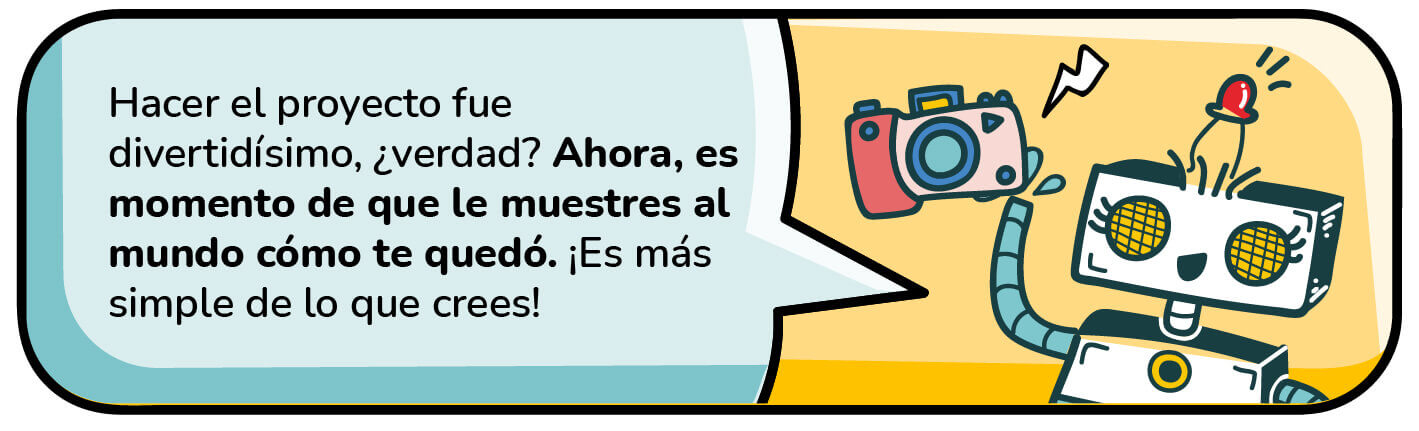 Hacer el proyecto fue
divertidísimo, ¿verdad? Ahora, es
momento de que le muestres al
mundo cómo te quedó. ¡Es más
simple de lo que crees!